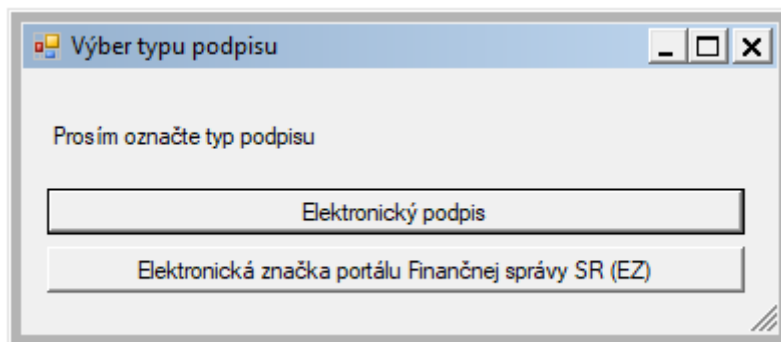 Výber typu podpisu
Prosím označte typ podpisu
Elektronický podpis
Elektronická značka portálu Finančnej správy SR (EZ)